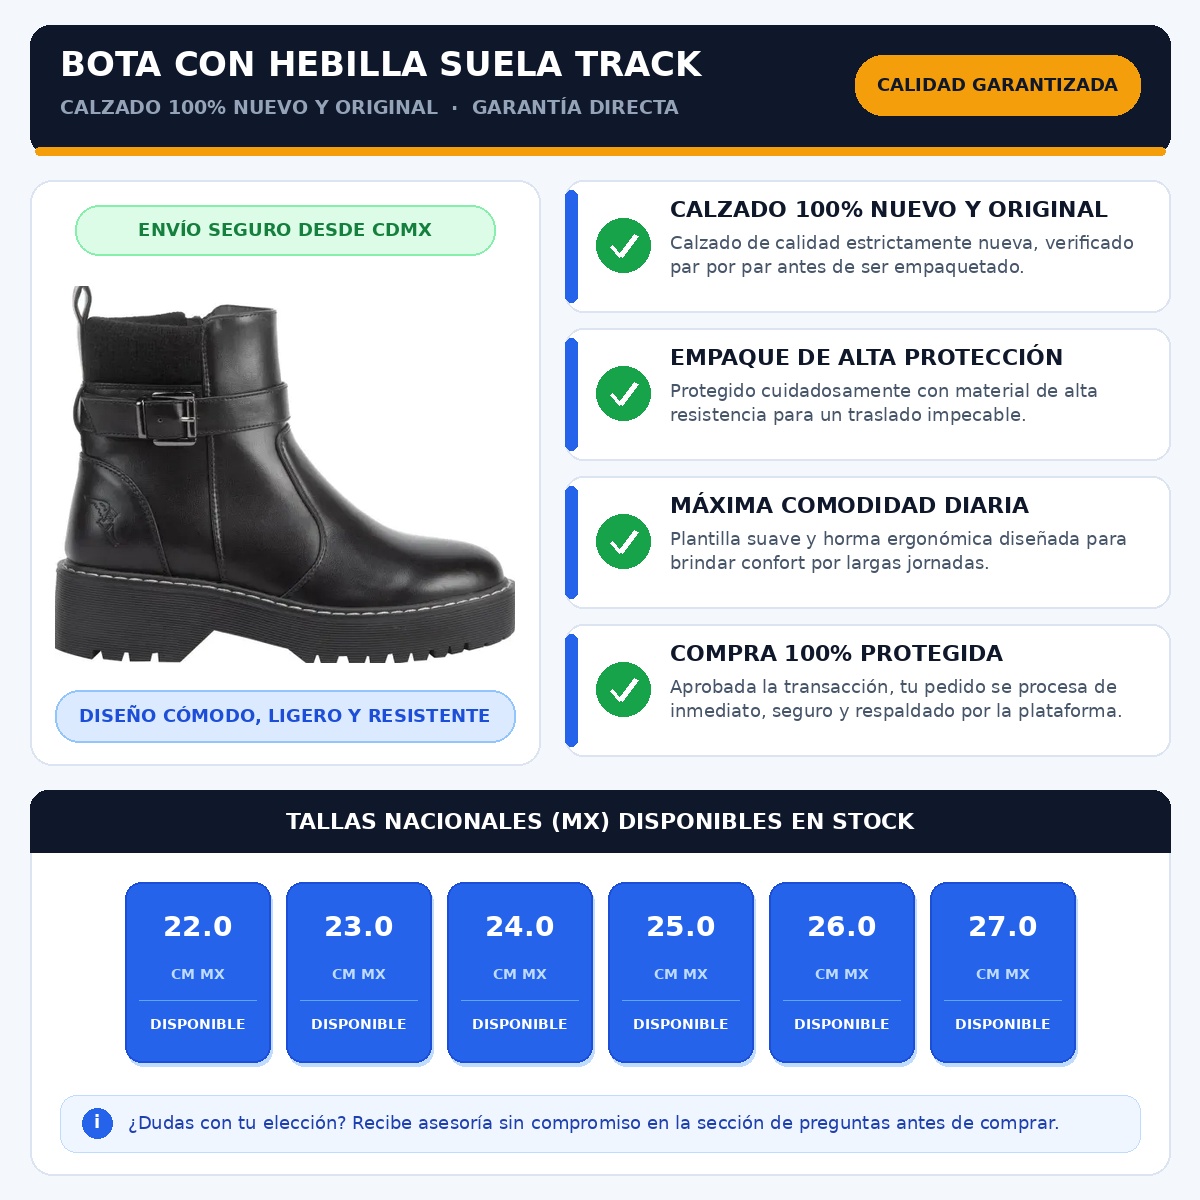 BOTA CON HEBILLA SUELA TRACK
CALZADO 100% NUEVO Y ORIGINAL · GARANTÍA DIRECTA
CALIDAD GARANTIZADA
ENVÍO SEGURO DESDE CDMX
DISEÑO CÓMODO, LIGERO Y RESISTENTE
CALZADO 100% NUEVO Y ORIGINAL
Calzado de calidad estrictamente nueva, verificado
par por par antes de ser empaquetado.
EMPAQUE DE ALTA PROTECCIÓN
Protegido cuidadosamente con material de alta
resistencia para un traslado impecable.
MÁXIMA COMODIDAD DIARIA
Plantilla suave y horma ergonómica diseñada para
brindar confort por largas jornadas.
COMPRA 100% PROTEGIDA
Aprobada la transacción, tu pedido se procesa de
inmediato, seguro y respaldado por la plataforma.
TALLAS NACIONALES (MX) DISPONIBLES EN STOCK
22.0
CM MX
DISPONIBLE
23.0
CM MX
DISPONIBLE
24.0
CM MX
DISPONIBLE
25.0
CM MX
DISPONIBLE
26.0
CM MX
DISPONIBLE
27.0
CM MX
DISPONIBLE
i ¿Dudas con tu elección? Recibe asesoría sin compromiso en la sección de preguntas antes de comprar.